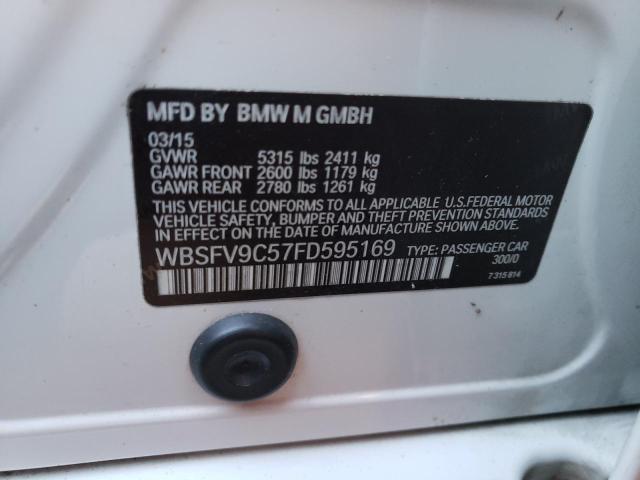 MFD BY BMW M GMBH
03/15
GVWR 5315 lbs 2411 kg
GAWR FRONT 2600 lbs 1179 kg
GAWR REAR 2780 lbs 1261 kg
THIS VEHICLE CONFORMS TO ALL APPLICABLE U.S.FEDERAL MOTOR
VEHICLE SAFETY, BUMPER AND THEFT PREVENTION STANDARDS
IN EFFECT ON THE DATE OF MANUFACTURE SHOWN ABOVE.
WBSFV9C57FD595169 TYPE: PASSENGER CAR
300/0
7315814